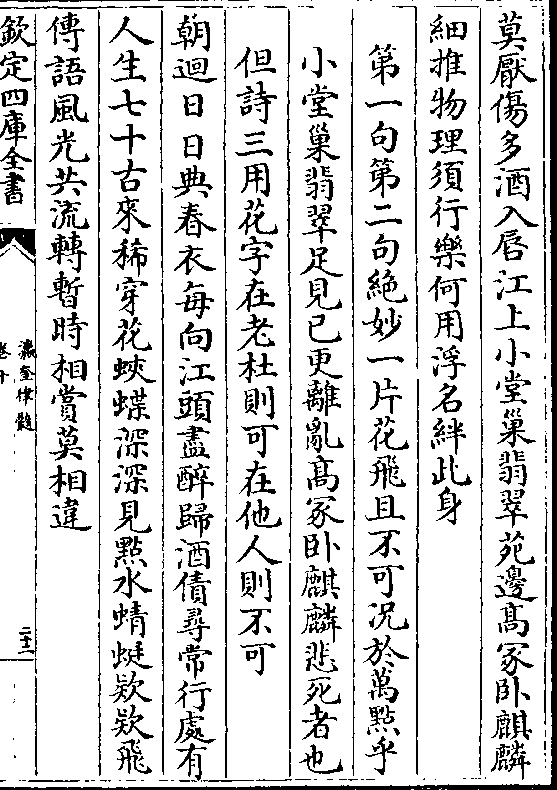 莫厭傷多酒入唇江上小堂巢翡翠苑邊髙冡卧麒麟
細推物理須行樂何用浮名絆此身
第一句第二句絶妙一片花飛且不可况於萬點乎
小堂巢翡翠足見已更離亂髙冡卧麒麟悲死者也
但詩三用花字在老杜則可在他人則不可
朝迴日日典春衣每向江頭盡醉歸酒債尋常行處有
人生七十古來稀穿花蛺蝶深深見點水蜻蜓欵欵飛
傳語風光共流轉暫時相賞莫相違
欽定四庫全書
瀛奎律髓
卷十
二十三